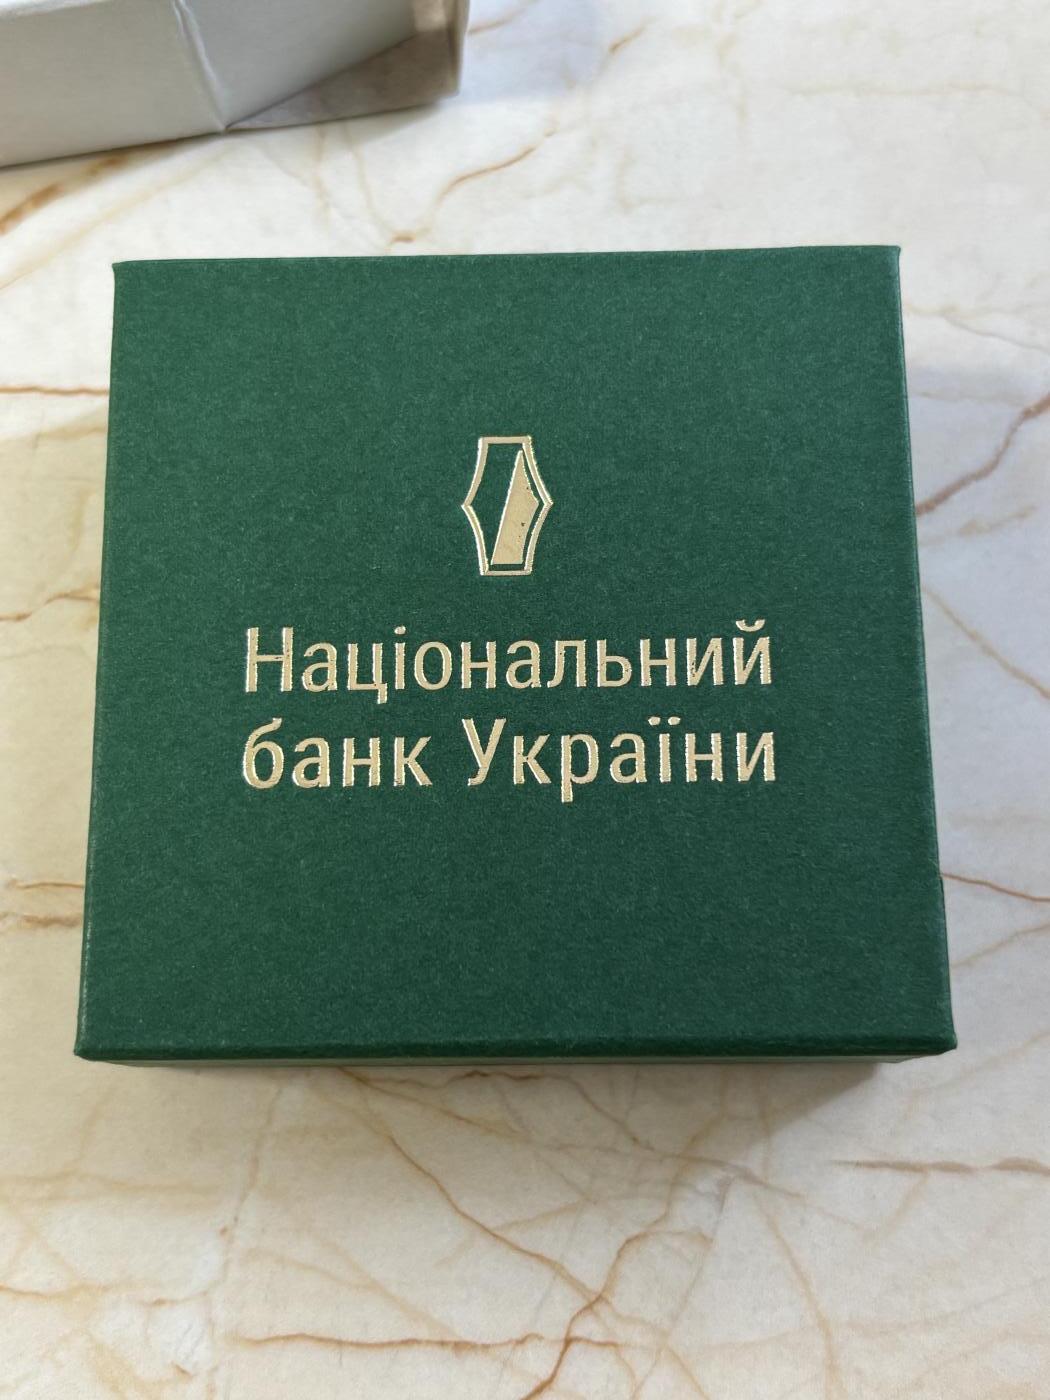 Національний
банк України